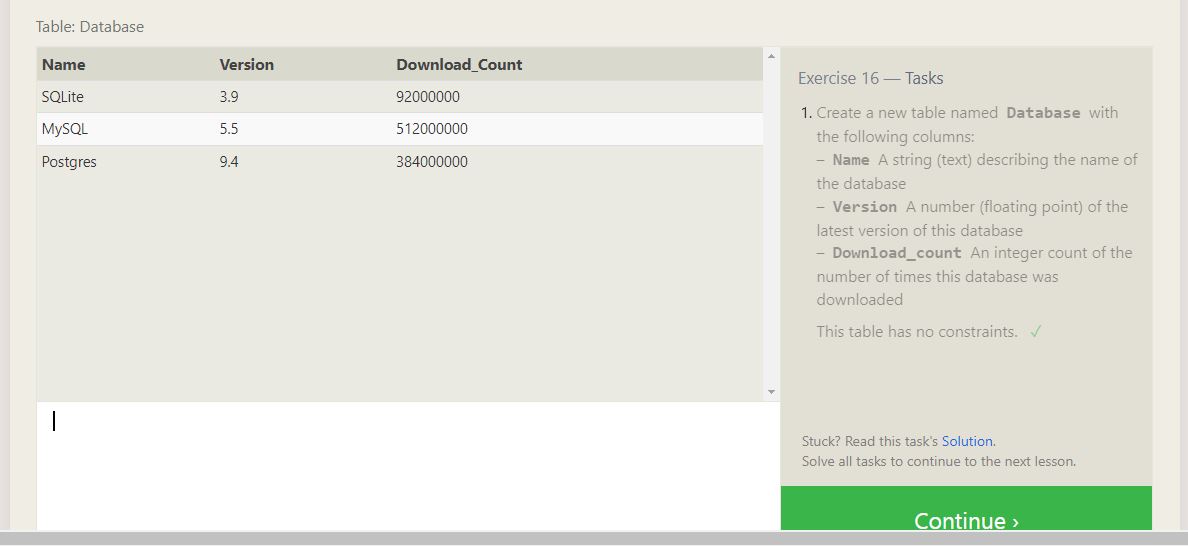 Table: Database
Name Version Download_Count
SQLite 3.9 92000000
MySQL 5.5 512000000
Postgres 9.4 384000000
Exercise 16 — Tasks
1. Create a new table named Database with
the following columns:
– Name A string (text) describing the name of
the database
– Version A number (floating point) of the
latest version of this database
– Download_count An integer count of the
number of times this database was
downloaded
This table has no constraints. ✓
Stuck? Read this task's Solution.
Solve all tasks to continue to the next lesson.
Continue ›